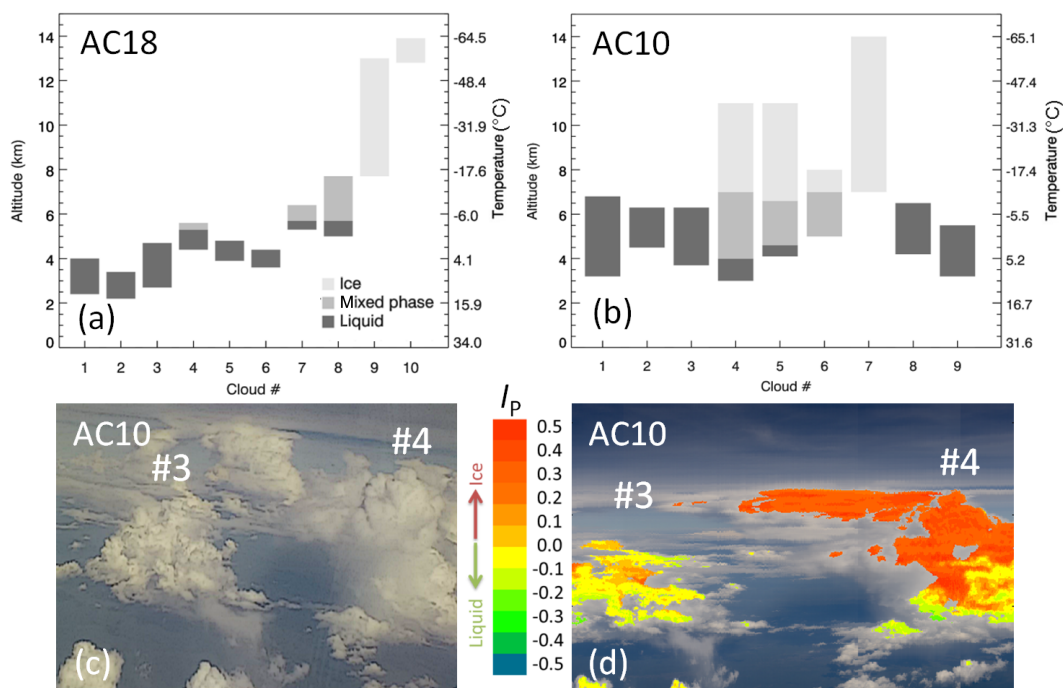 AC18
14
12
10
8
6
4
2
0
Altitude (km)
-64.5
-48.4
-31.9
-17.6
-6.0
4.1
15.9
34.0
Temperature (°C)
Ice
Mixed phase
Liquid
(a)
1 2 3 4 5 6 7 8 9 10
Cloud #
AC10
14
12
10
8
6
4
2
0
Altitude (km)
-65.1
-47.4
-31.3
-17.4
-5.5
5.2
16.7
31.6
Temperature (°C)
(b)
1 2 3 4 5 6 7 8 9
Cloud #
AC10
#3
#4
(c)
IP
0.5
0.4
0.3
0.2
0.1
0.0
-0.1
-0.2
-0.3
-0.4
-0.5
Ice
Liquid
AC10
#3
#4
(d)